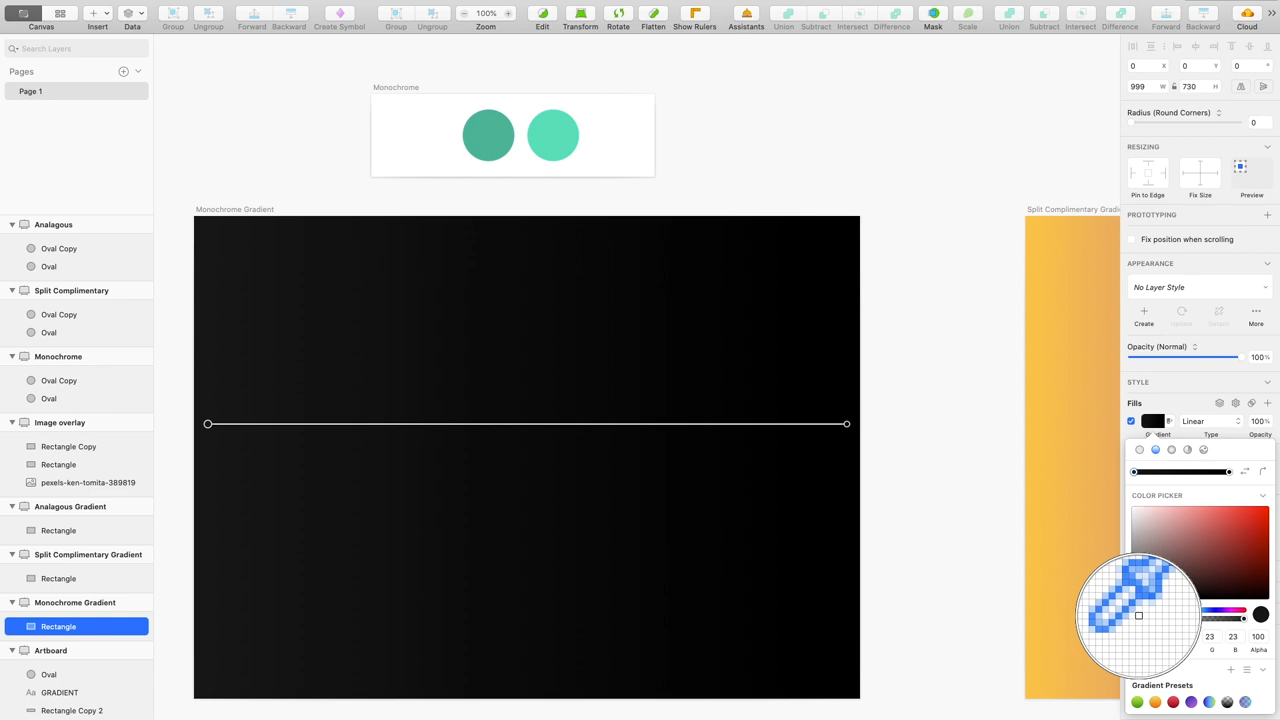 100%
Canvas Insert Data Group Ungroup Forward Backward Create Symbol Group Ungroup Zoom Edit Transform Rotate Flatten Show Rulers Assistants Union Subtract Intersect Difference Mask Scale Union Subtract Intersect Difference Forward Backward Cloud
Search Layers
Pages
Page 1
Analagous
Oval Copy
Oval
Split Complimentary
Oval Copy
Oval
Monochrome
Oval Copy
Oval
Image overlay
Rectangle Copy
Rectangle
pexels-ken-tomita-389819
Analagous Gradient
Rectangle
Split Complimentary Gradient
Rectangle
Monochrome Gradient
Rectangle
Artboard
Oval
Aa GRADIENT
Rectangle Copy 2
Monochrome
Monochrome Gradient
Split Complimentary Gradie
0 X 0 Y 0 °
999 W 730 H
Radius (Round Corners)
0
RESIZING
Pin to Edge Fix Size Preview
PROTOTYPING
Fix position when scrolling
APPEARANCE
No Layer Style
Create Update Detach More
Opacity (Normal)
100%
STYLE
Fills
Linear 100%
Gradient Type Opacity
COLOR PICKER
23 23 100
G B Alpha
Gradient Presets